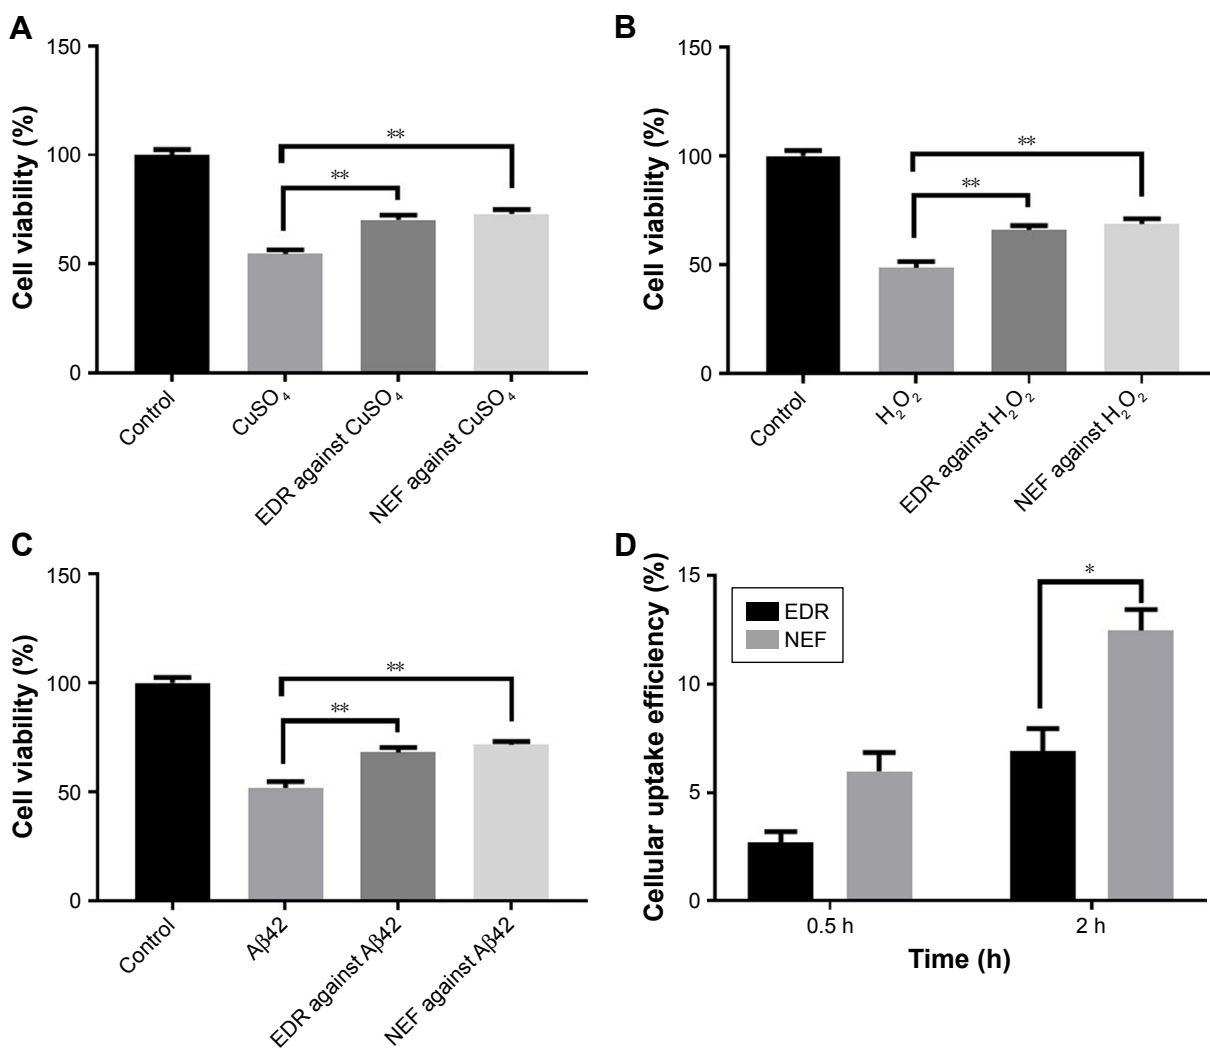 A
Cell viability (%)
150
100
50
0
**
**
Control
CuSO₄
EDR against CuSO₄
NEF against CuSO₄
B
Cell viability (%)
150
100
50
0
**
**
Control
H₂O₂
EDR against H₂O₂
NEF against H₂O₂
C
Cell viability (%)
150
100
50
0
**
**
Control
Aβ42
EDR against Aβ42
NEF against Aβ42
D
Cellular uptake efficiency (%)
15
10
5
0
EDR
NEF
*
0.5 h
2 h
Time (h)